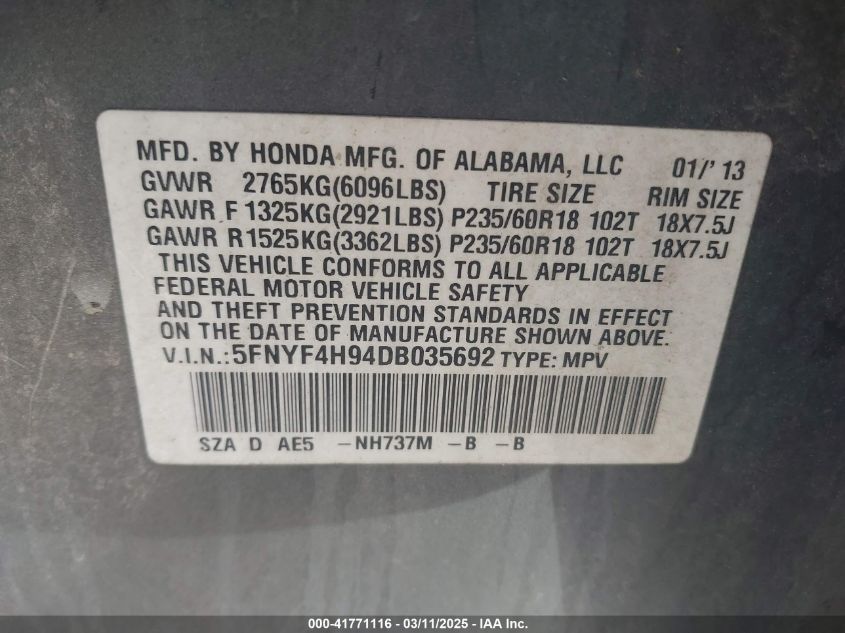 MFD. BY HONDA MFG. OF ALABAMA, LLC 01/'13
GVWR 2765KG(6096LBS) TIRE SIZE RIM SIZE
GAWR F 1325KG(2921LBS) P235/60R18 102T 18X7.5J
GAWR R1525KG(3362LBS) P235/60R18 102T 18X7.5J
THIS VEHICLE CONFORMS TO ALL APPLICABLE
FEDERAL MOTOR VEHICLE SAFETY
AND THEFT PREVENTION STANDARDS IN EFFECT
ON THE DATE OF MANUFACTURE SHOWN ABOVE.
V.I.N.:5FNYF4H94DB035692 TYPE: MPV
SZA D AE5 -NH737M -B -B
000-41771116 - 03/11/2025 - IAA Inc.